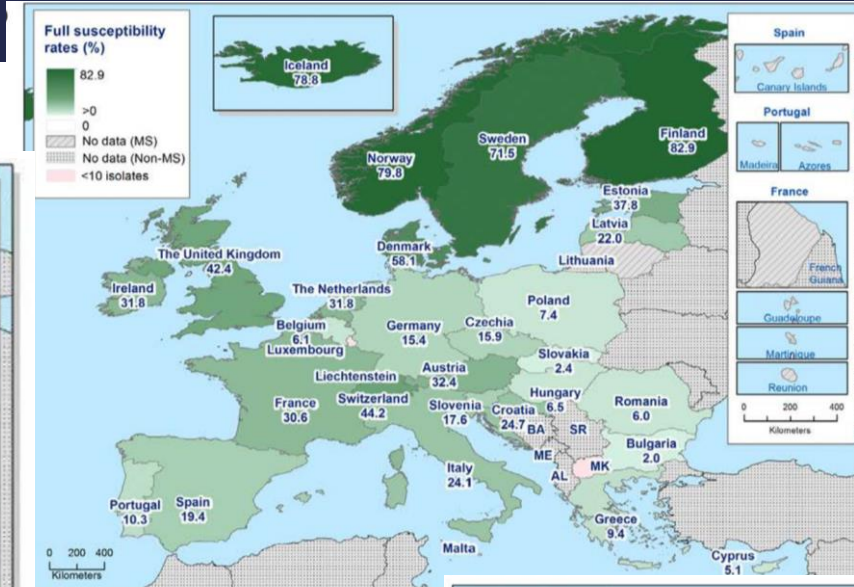 Full susceptibility
rates (%)
82.9
>0
0
No data (MS)
No data (Non-MS)
<10 isolates
Iceland
78.8
Norway
79.8
Sweden
71.5
Finland
82.9
Estonia
37.8
Latvia
22.0
Lithuania
Denmark
58.1
The United Kingdom
42.4
Ireland
31.8
The Netherlands
31.8
Belgium
6.1
Luxembourg
Germany
15.4
Poland
7.4
Czechia
15.9
Slovakia
2.4
Austria
32.4
Liechtenstein
Switzerland
44.2
France
30.6
Slovenia
17.6
Croatia
24.7
Hungary
6.5
Romania
6.0
BA
SR
Bulgaria
2.0
ME
MK
AL
Italy
24.1
Portugal
10.3
Spain
19.4
Greece
9.4
Malta
Cyprus
5.1
0 200 400
Kilometers
Spain
Canary Islands
Portugal
Madeira
Azores
France
French
Guiana
Guadeloupe
Martinique
Reunion
0 200 400
Kilometers